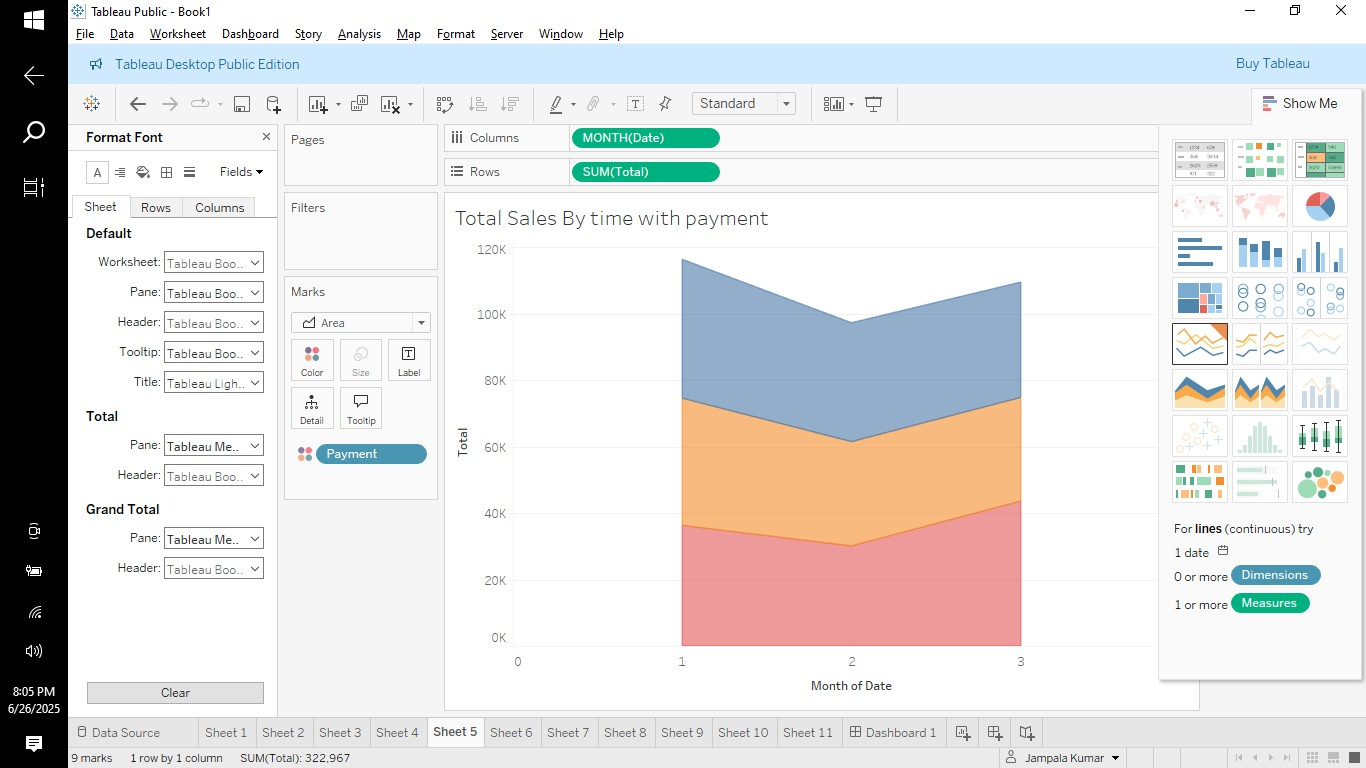 Tableau Public - Book1
File Data Worksheet Dashboard Story Analysis Map Format Server Window Help
Tableau Desktop Public Edition
Buy Tableau
Standard
Show Me
Format Font
Fields
Sheet Rows Columns
Default
Worksheet: Tableau Boo..
Pane: Tableau Boo..
Header: Tableau Boo..
Tooltip: Tableau Boo..
Title: Tableau Ligh..
Total
Pane: Tableau Me..
Header: Tableau Boo..
Grand Total
Pane: Tableau Me..
Header: Tableau Boo..
Clear
Pages
Filters
Marks
Area
Color Size Label
Detail Tooltip
Payment
Columns MONTH(Date)
Rows SUM(Total)
Total Sales By time with payment
120K
100K
80K
60K
40K
20K
0K
Total
0 1 2 3
Month of Date
For lines (continuous) try
1 date
0 or more Dimensions
1 or more Measures
Data Source Sheet 1 Sheet 2 Sheet 3 Sheet 4 Sheet 5 Sheet 6 Sheet 7 Sheet 8 Sheet 9 Sheet 10 Sheet 11 Dashboard 1
9 marks 1 row by 1 column SUM(Total): 322.967
Jampala Kumar
8:05 PM
6/26/2025